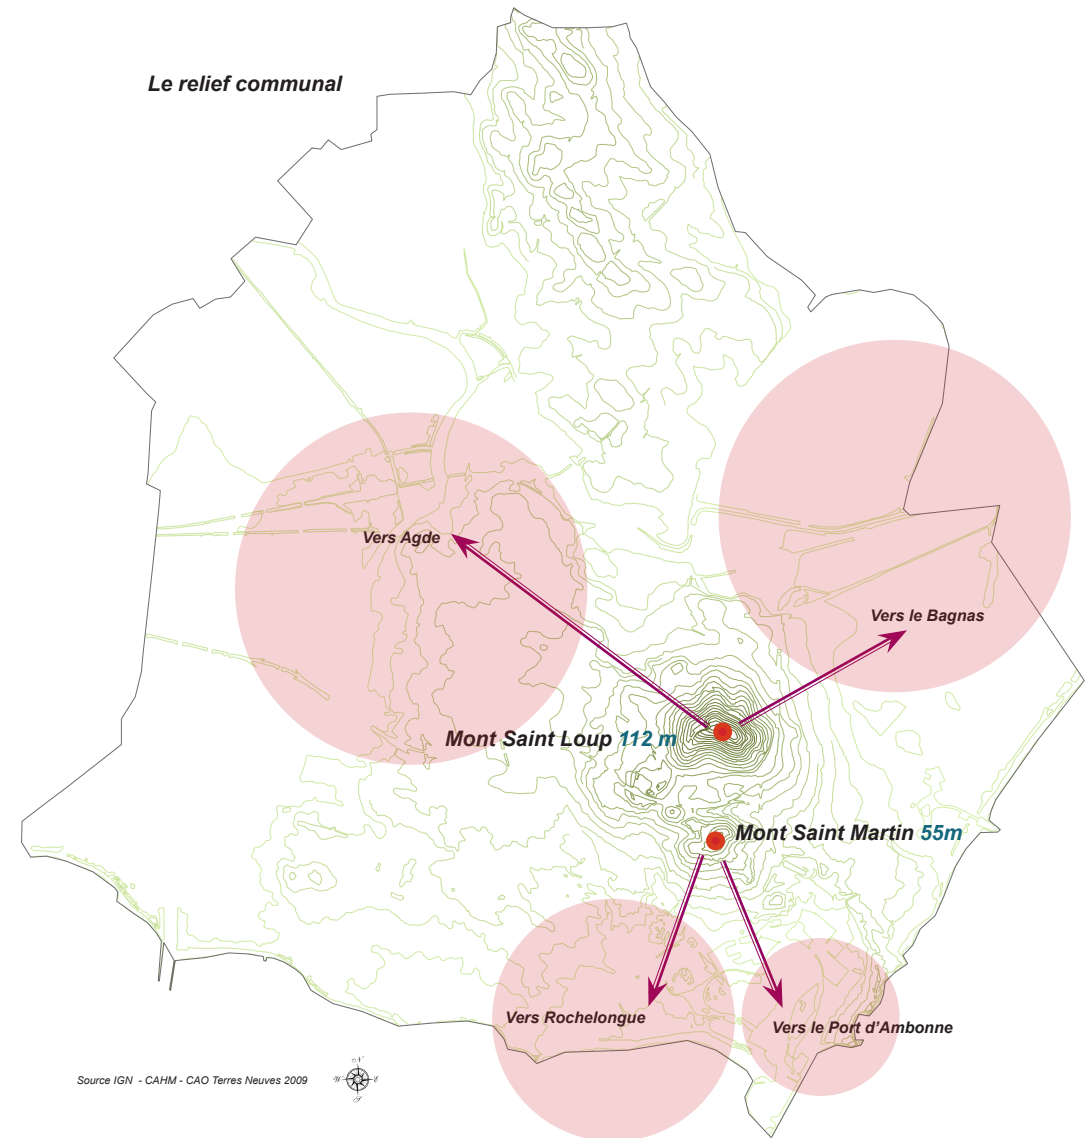 Le relief communal
Vers Agde
Vers le Bagnas
Mont Saint Loup 112 m
Mont Saint Martin 55m
Vers Rochelongue
Vers le Port d'Ambonne
Source IGN - CAHM - CAO Terres Neuves 2009
N
W E
S